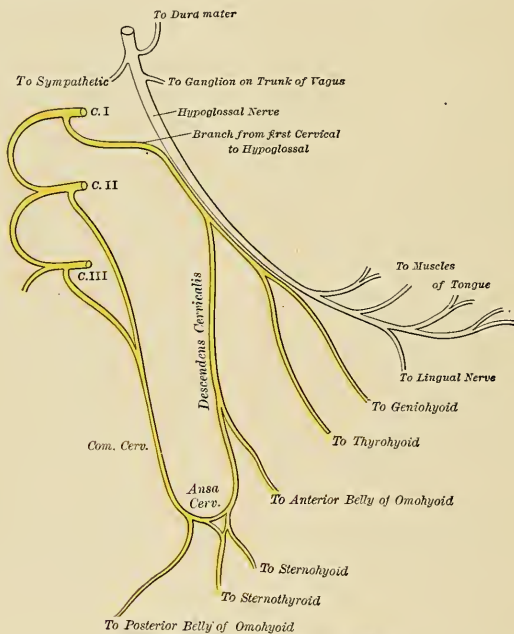 To Dura mater
To Sympathetic
To Ganglion on Trunk of Vagus
C. I
Hypoglossal Nerve
Branch from first Cervical
to Hypoglossal
C. II
C.III
To Muscles
of Tongue
Descendens Cervicalis
To Lingual Nerve
To Geniohyoid
To Thyrohyoid
Com. Cerv.
Ansa
Cerv.
To Anterior Belly of Omohyoid
To Sternohyoid
To Sternothyroid
To Posterior Belly of Omohyoid